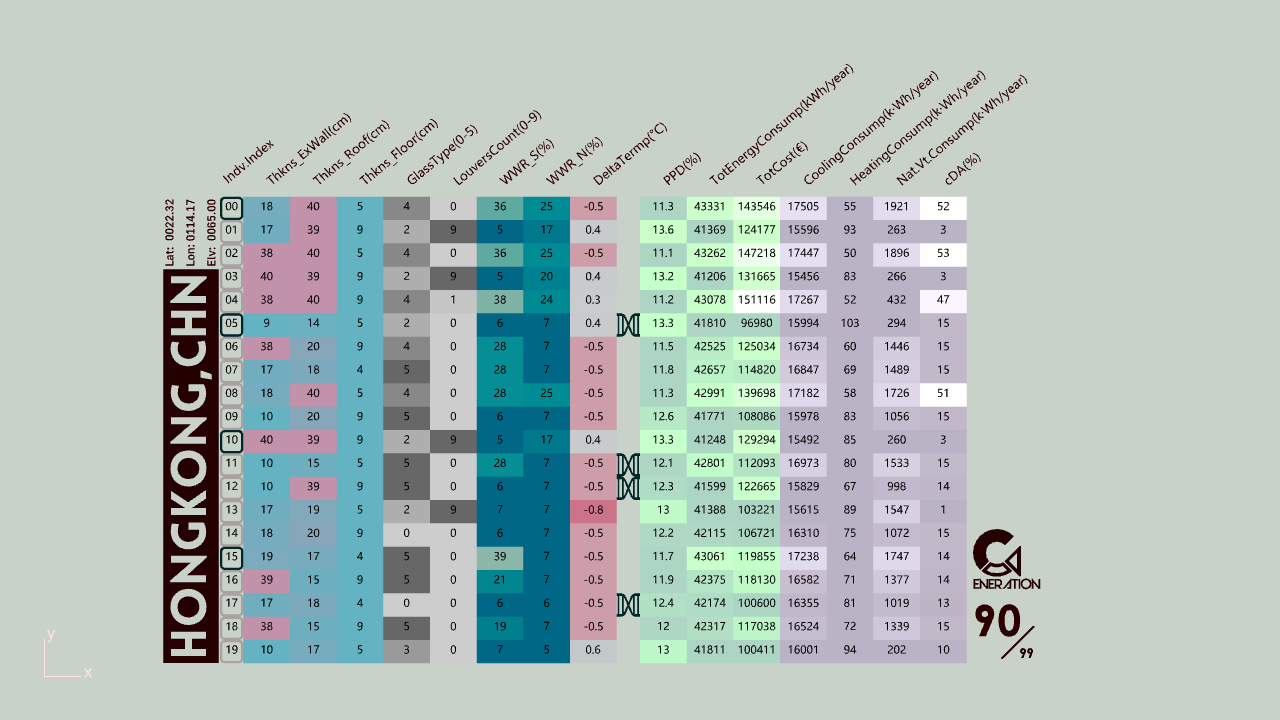 Indv.Index Thkns_ExWall(cm) Thkns_Roof(cm) Thkns_Floor(cm) GlassType(0-5) LouversCount(0-9) WWR_S(%) WWR_N(%) DeltaTermp(°C) PPD(%) TotEnergyConsump(kWh/year) TotCost(€) CoolingConsump(k·Wh/year) HeatingConsump(k·Wh/year) Nat.Vt.Consump(k·Wh/year) cDA(%)
Lat: 0022.32
Lon: 0114.17
Elv: 0065.00
HONGKONG,CHN
00 18 40 5 4 0 36 25 -0.5 11.3 43331 143546 17505 55 1921 52
01 17 39 9 2 9 5 17 0.4 13.6 41369 124177 15596 93 263 3
02 38 40 5 4 0 36 25 -0.5 11.1 43262 147218 17447 50 1896 53
03 40 39 9 2 9 5 20 0.4 13.2 41206 131665 15456 83 266 3
04 38 40 9 4 1 38 24 0.3 11.2 43078 151116 17267 52 432 47
05 9 14 5 2 0 6 7 0.4 13.3 41810 96980 15994 103 294 15
06 38 20 9 4 0 28 7 -0.5 11.5 42525 125034 16734 60 1446 15
07 17 18 4 5 0 28 7 -0.5 11.8 42657 114820 16847 69 1489 15
08 18 40 5 4 0 28 25 -0.5 11.3 42991 139698 17182 58 1726 51
09 10 20 9 5 0 6 7 -0.5 12.6 41771 108086 15978 83 1056 15
10 40 39 9 2 9 5 17 0.4 13.3 41248 129294 15492 85 260 3
11 10 15 5 5 0 28 7 -0.5 12.1 42801 112093 16973 80 1533 15
12 10 39 9 5 0 6 7 -0.5 12.3 41599 122665 15829 67 998 14
13 17 19 5 2 9 7 7 -0.8 13 41388 103221 15615 89 1547 1
14 18 20 9 0 0 6 7 -0.5 12.2 42115 106721 16310 75 1072 15
15 19 17 4 5 0 39 7 -0.5 11.7 43061 119855 17238 64 1747 14
16 39 15 9 5 0 21 7 -0.5 11.9 42375 118130 16582 71 1377 14
17 17 18 4 0 0 6 6 -0.5 12.4 42174 100600 16355 81 1019 13
18 38 15 9 5 0 19 7 -0.5 12 42317 117038 16524 72 1339 15
19 10 17 5 3 0 7 5 0.6 13 41811 100411 16001 94 202 10
G
ENERATION
90/99
y
x